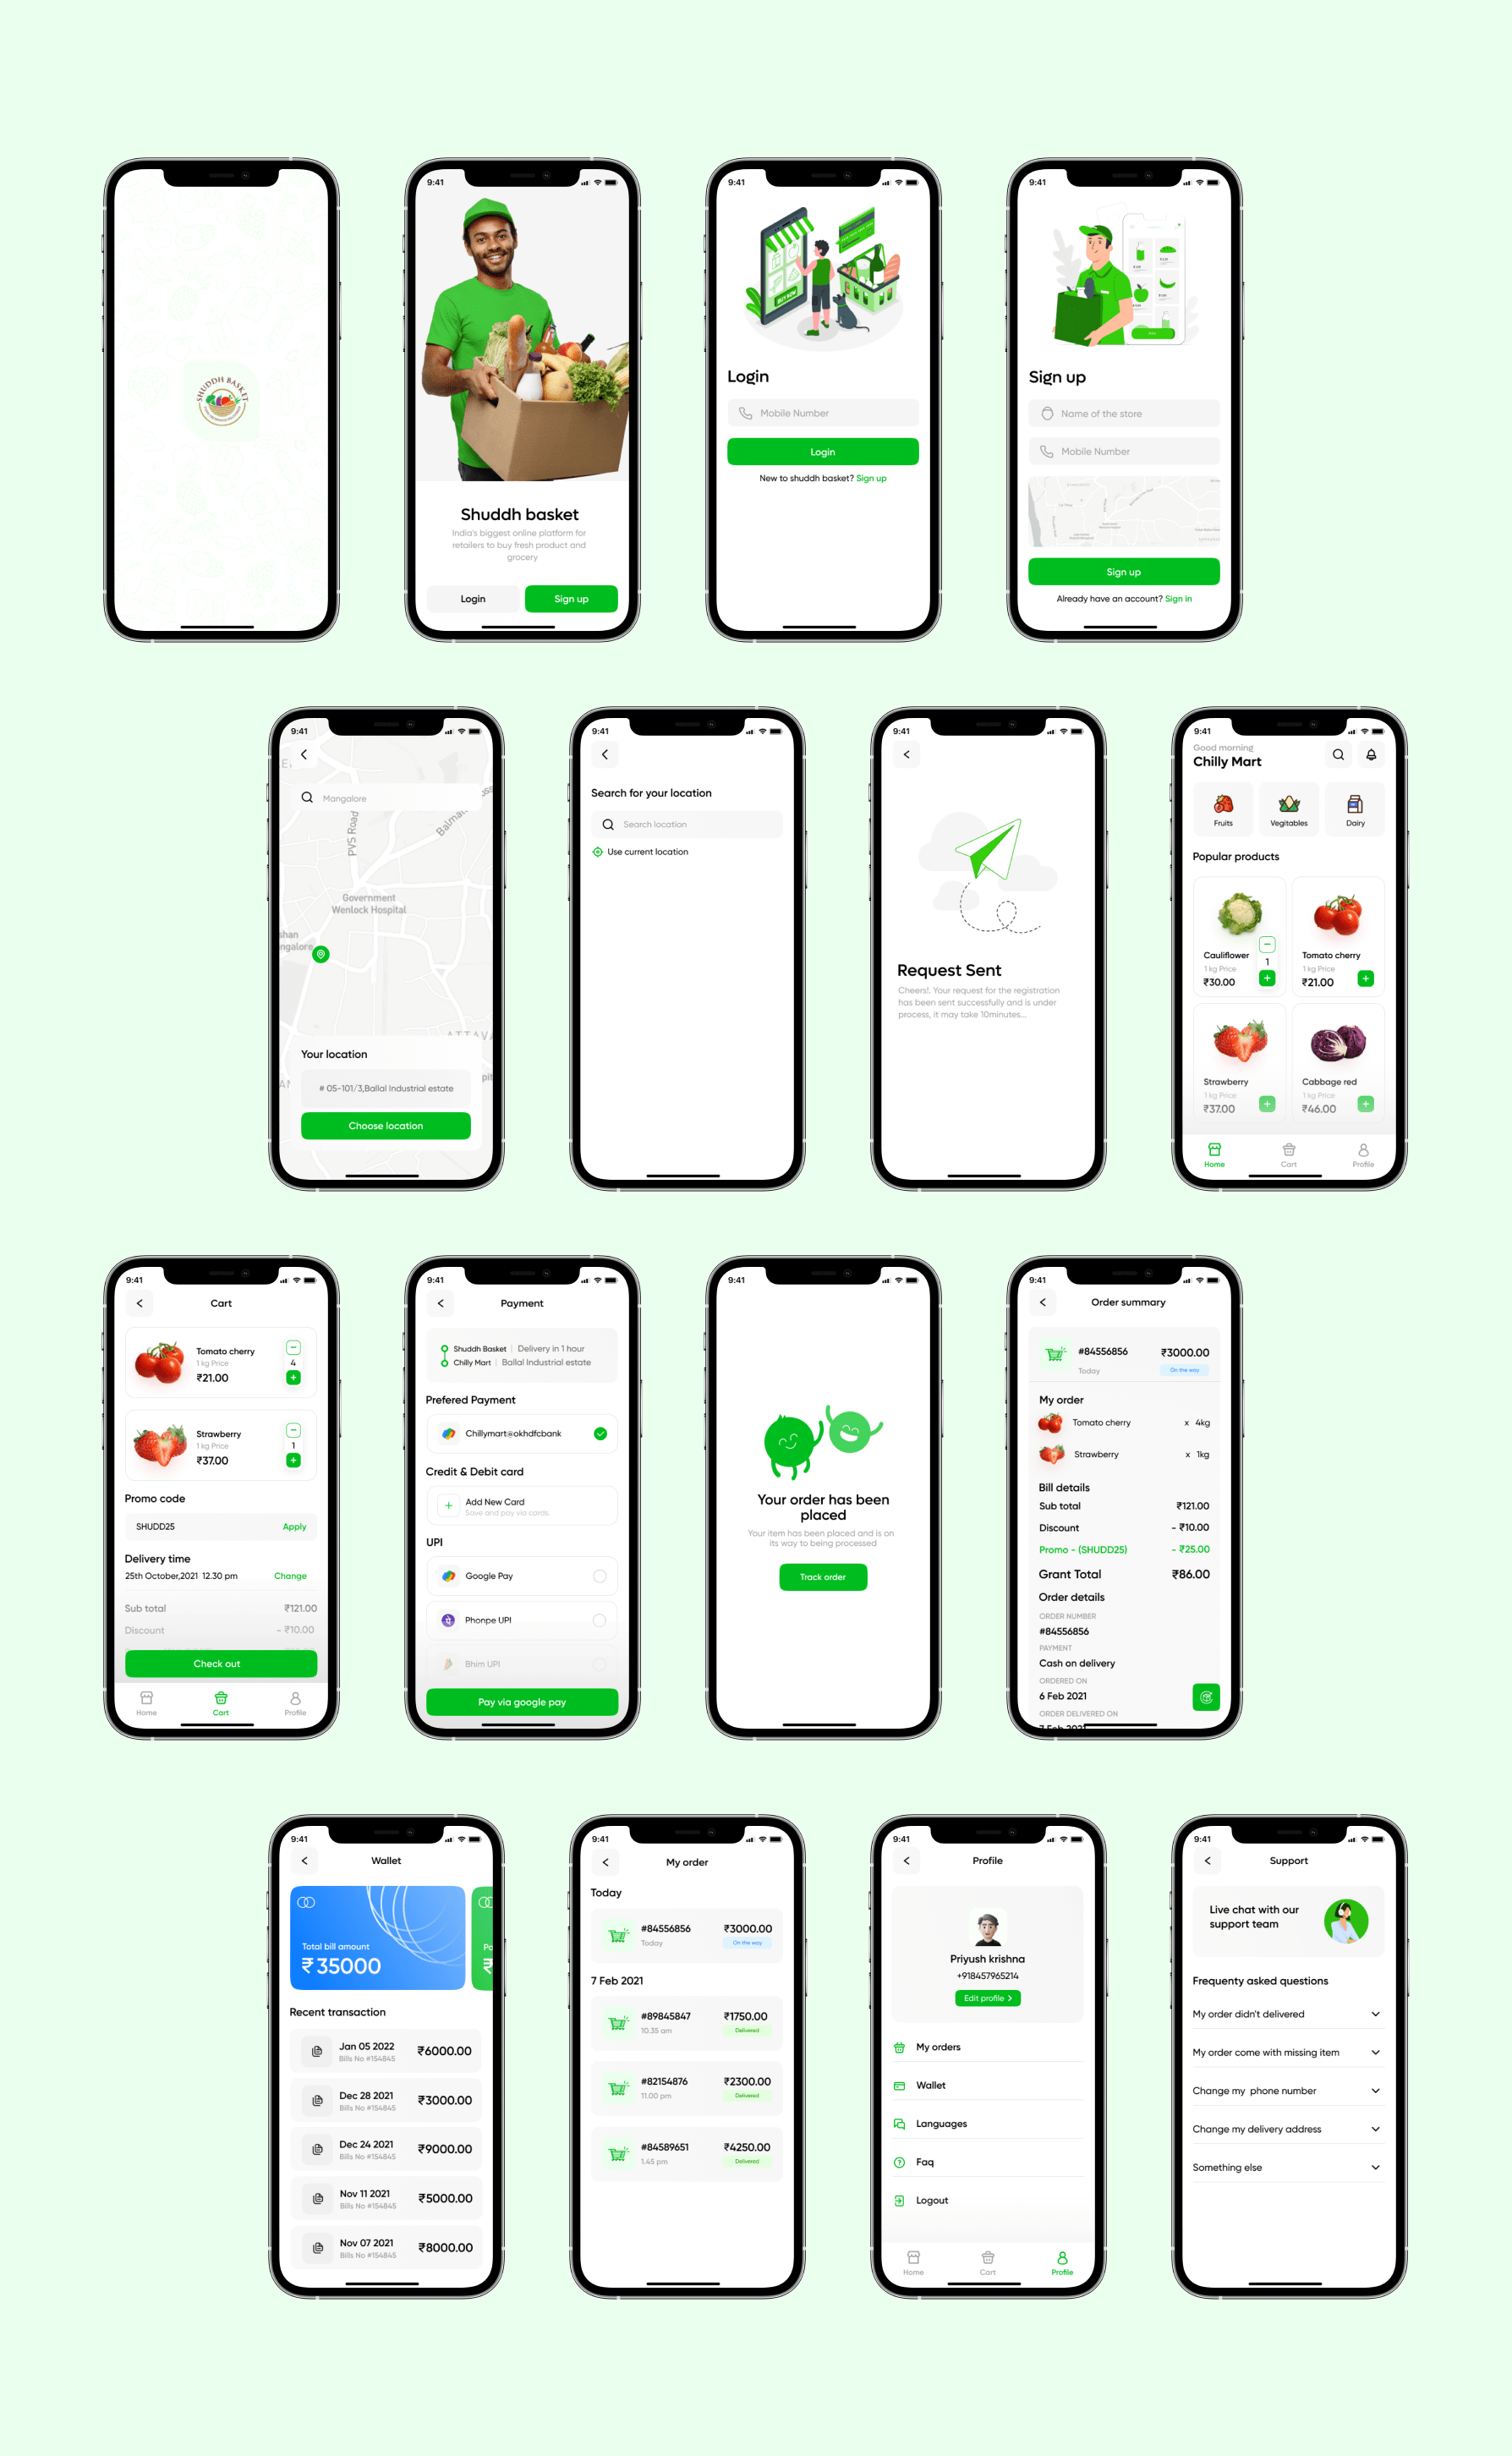 SHUDDH BASKET
9:41
Shuddh basket
India's biggest online platform for
retailers to buy fresh product and
grocery
Login
Sign up
9:41
BUY NOW
Login
Mobile Number
Login
New to shuddh basket? Sign up
9:41
Sign up
Name of the store
Mobile Number
Sign up
Already have an account? Sign in
9:41
Mangalore
PVS Road
Balmat
Government
Wenlock Hospital
shan
ngalore
ATTAVA
Your location
# 05-101/3,Ballal Industrial estate
Choose location
9:41
Search for your location
Search location
Use current location
9:41
Request Sent
Cheers!. Your request for the registration
has been sent successfully and is under
process, it may take 10minutes...
9:41
Good morning
Chilly Mart
Fruits
Vegitables
Dairy
Popular products
Cauliflower
1 kg Price
₹30.00
1
Tomato cherry
1 kg Price
₹21.00
Strawberry
1 kg Price
₹37.00
Cabbage red
1 kg Price
₹46.00
Home
Cart
Profile
9:41
Cart
Tomato cherry
1 kg Price
₹21.00
4
Strawberry
1 kg Price
₹37.00
1
Promo code
SHUDD25
Apply
Delivery time
25th October,2021 12.30 pm
Change
Sub total
₹121.00
Discount
- ₹10.00
Check out
Home
Cart
Profile
9:41
Payment
Shuddh Basket | Delivery in 1 hour
Chilly Mart | Ballal Industrial estate
Prefered Payment
Chillymart@okhdfcbank
Credit & Debit card
Add New Card
Save and pay via cards.
UPI
Google Pay
Phonpe UPI
Bhim UPI
Pay via google pay
9:41
Your order has been
placed
Your item has been placed and is on
its way to being processed
Track order
9:41
Order summary
#84556856
₹3000.00
Today
On the way
My order
Tomato cherry
x 4kg
Strawberry
x 1kg
Bill details
Sub total
₹121.00
Discount
- ₹10.00
Promo - (SHUDD25)
- ₹25.00
Grant Total
₹86.00
Order details
ORDER NUMBER
#84556856
PAYMENT
Cash on delivery
ORDERED ON
6 Feb 2021
ORDER DELIVERED ON
7 Feb 2021
9:41
Wallet
Total bill amount
₹ 35000
Po
₹
Recent transaction
Jan 05 2022
Bills No #154845
₹6000.00
Dec 28 2021
Bills No #154845
₹3000.00
Dec 24 2021
Bills No #154845
₹9000.00
Nov 11 2021
Bills No #154845
₹5000.00
Nov 07 2021
Bills No #154845
₹8000.00
9:41
My order
Today
#84556856
₹3000.00
Today
On the way
7 Feb 2021
#89845847
₹1750.00
10.35 am
Delivered
#82154876
₹2300.00
11.00 pm
Delivered
#84589651
₹4250.00
1.45 pm
Delivered
9:41
Profile
Priyush krishna
+918457965214
Edit profile
My orders
Wallet
Languages
Faq
Logout
Home
Cart
Profile
9:41
Support
Live chat with our
support team
Frequenty asked questions
My order didn't delivered
My order come with missing item
Change my phone number
Change my delivery address
Something else